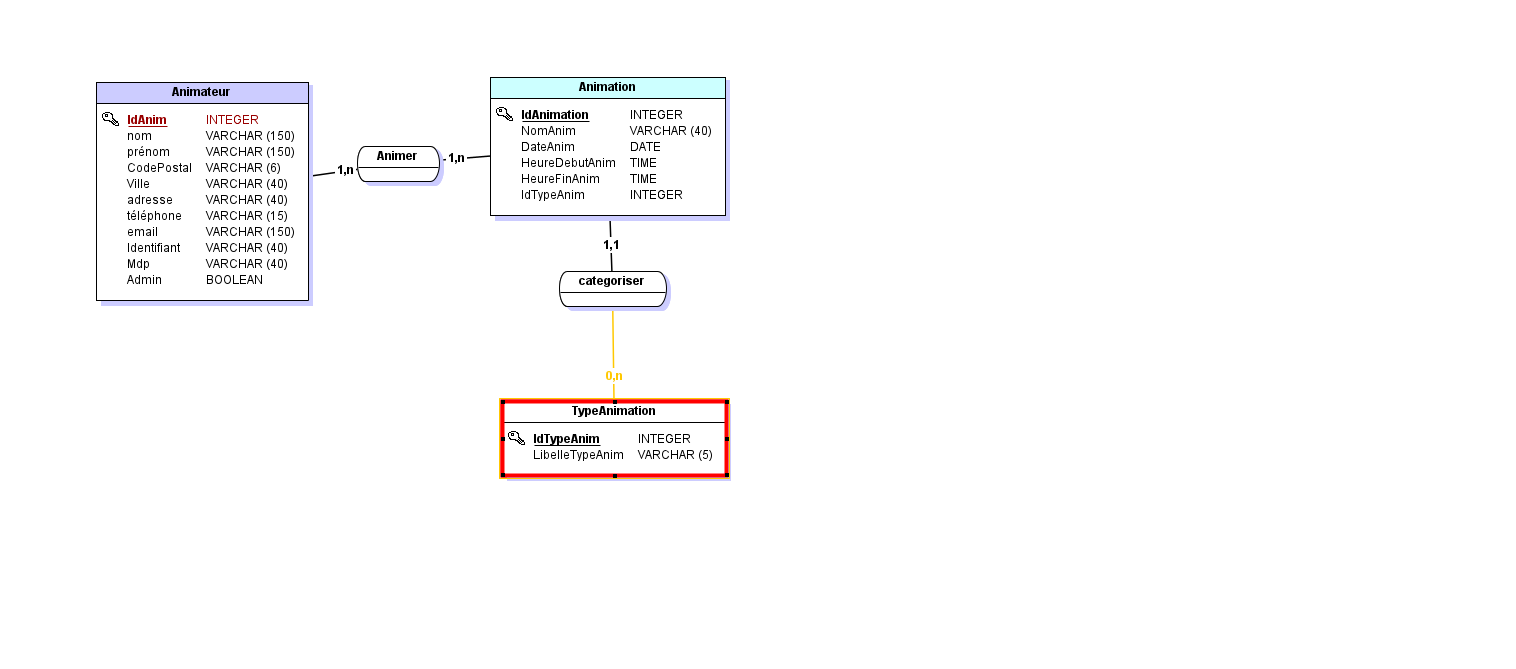 Animateur
IdAnim INTEGER
nom VARCHAR (150)
prénom VARCHAR (150)
CodePostal VARCHAR (6)
Ville VARCHAR (40)
adresse VARCHAR (40)
téléphone VARCHAR (15)
email VARCHAR (150)
Identifiant VARCHAR (40)
Mdp VARCHAR (40)
Admin BOOLEAN
1,n
Animer
1,n
Animation
IdAnimation INTEGER
NomAnim VARCHAR (40)
DateAnim DATE
HeureDebutAnim TIME
HeureFinAnim TIME
IdTypeAnim INTEGER
1,1
categoriser
0,n
TypeAnimation
IdTypeAnim INTEGER
LibelleTypeAnim VARCHAR (5)